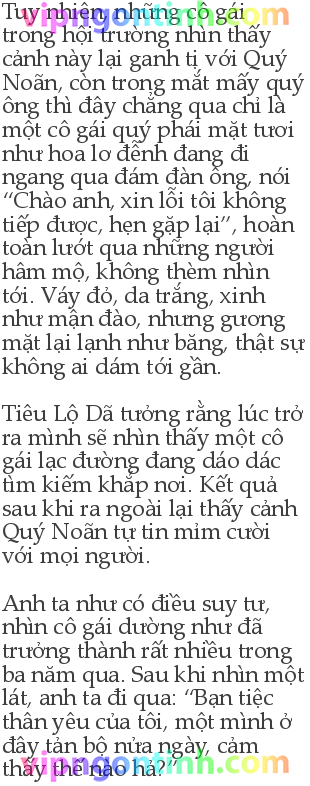 Tuy nhiên, những cô gái
trong hội trường nhìn thấy
cảnh này lại ganh tị với Quý
Noãn, còn trong mắt mấy quý
ông thì đây chẳng qua chỉ là
một cô gái quý phái mặt tươi
như hoa lơ đễnh đang đi
ngang qua đám đàn ông, nói
“Chào anh, xin lỗi tôi không
tiếp được, hẹn gặp lại”, hoàn
toàn lướt qua những người
hâm mộ, không thèm nhìn
tới. Váy đỏ, da trắng, xinh
như mận đào, nhưng gương
mặt lại lạnh như băng, thật sự
không ai dám tới gần.
Tiêu Lộ Dã tưởng rằng lúc trở
ra mình sẽ nhìn thấy một cô
gái lạc đường đang dáo dác
tìm kiếm khắp nơi. Kết quả
sau khi ra ngoài lại thấy cảnh
Quý Noãn tự tin mỉm cười
với mọi người.
Anh ta như có điều suy tư,
nhìn cô gái dường như đã
trưởng thành rất nhiều trong
ba năm qua. Sau khi nhìn một
lát, anh ta đi qua: “Bạn tiệc
thân yêu của tôi, một mình ở
đây tản bộ nửa ngày, cảm
thấy thế nào hả?”
vipngontinh.com
vipngontinh.com